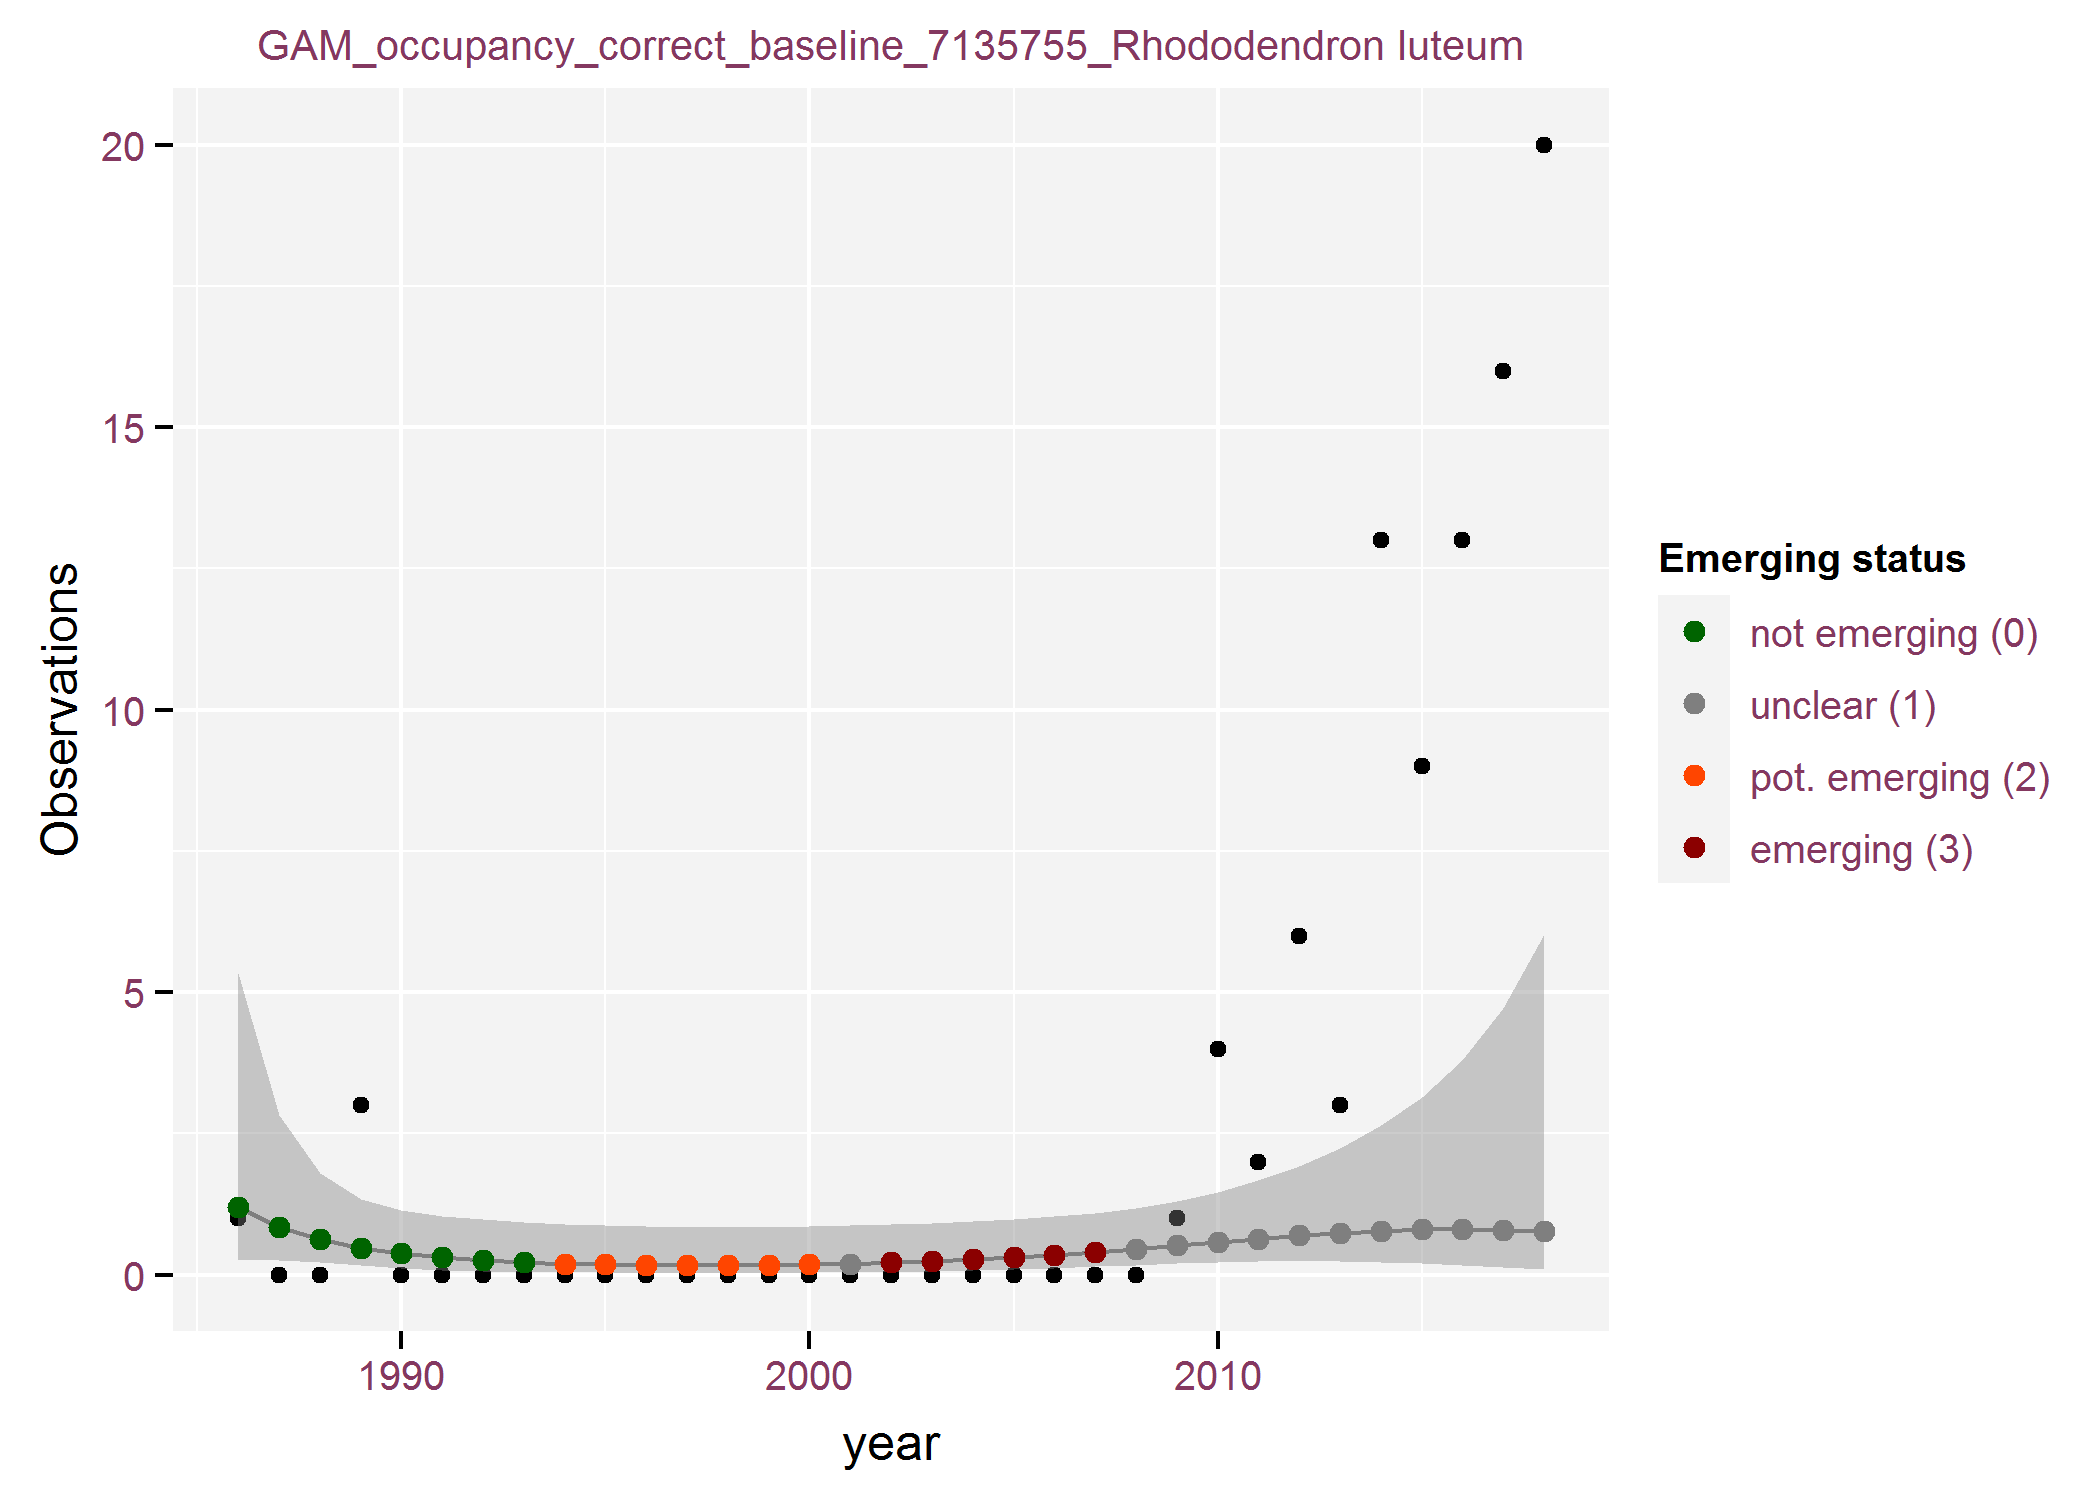 GAM_occupancy_correct_baseline_7135755_Rhododendron luteum
20
15
10
5
0
Observations
1990
2000
2010
year
Emerging status
not emerging (0)
unclear (1)
pot. emerging (2)
emerging (3)